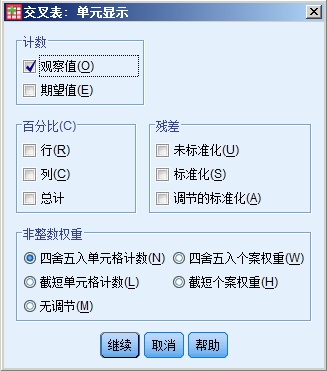 交叉表：单元显示
计数
观察值(O)
期望值(E)
百分比(C)
行(R)
列(C)
总计
残差
未标准化(U)
标准化(S)
调节的标准化(A)
非整数权重
四舍五入单元格计数(N) 四舍五入个案权重(W)
截短单元格计数(L) 截短个案权重(H)
无调节(M)
继续 取消 帮助